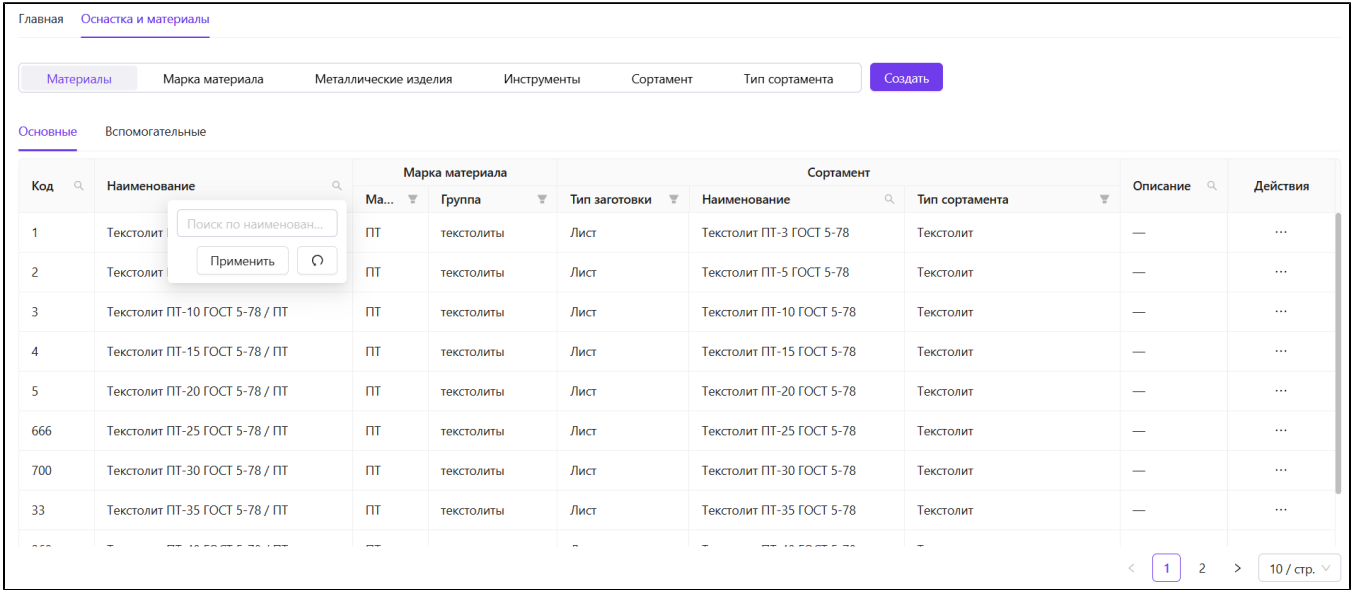 Главная Оснастка и материалы
Материалы Марка материала Металлические изделия Инструменты Сортамент Тип сортамента Создать
Основные Вспомогательные
Марка материала Сортамент
Код Наименование Описание Действия
Ма... Группа Тип заготовки Наименование Тип сортамента
Поиск по наименован...
1 Текстолит ПТ текстолиты Лист Текстолит ПТ-3 ГОСТ 5-78 Текстолит — ...
Применить
2 Текстолит ПТ текстолиты Лист Текстолит ПТ-5 ГОСТ 5-78 Текстолит — ...
3 Текстолит ПТ-10 ГОСТ 5-78 / ПТ ПТ текстолиты Лист Текстолит ПТ-10 ГОСТ 5-78 Текстолит — ...
4 Текстолит ПТ-15 ГОСТ 5-78 / ПТ ПТ текстолиты Лист Текстолит ПТ-15 ГОСТ 5-78 Текстолит — ...
5 Текстолит ПТ-20 ГОСТ 5-78 / ПТ ПТ текстолиты Лист Текстолит ПТ-20 ГОСТ 5-78 Текстолит — ...
666 Текстолит ПТ-25 ГОСТ 5-78 / ПТ ПТ текстолиты Лист Текстолит ПТ-25 ГОСТ 5-78 Текстолит — ...
700 Текстолит ПТ-30 ГОСТ 5-78 / ПТ ПТ текстолиты Лист Текстолит ПТ-30 ГОСТ 5-78 Текстолит — ...
33 Текстолит ПТ-35 ГОСТ 5-78 / ПТ ПТ текстолиты Лист Текстолит ПТ-35 ГОСТ 5-78 Текстолит — ...
< 1 2 > 10 / стр.